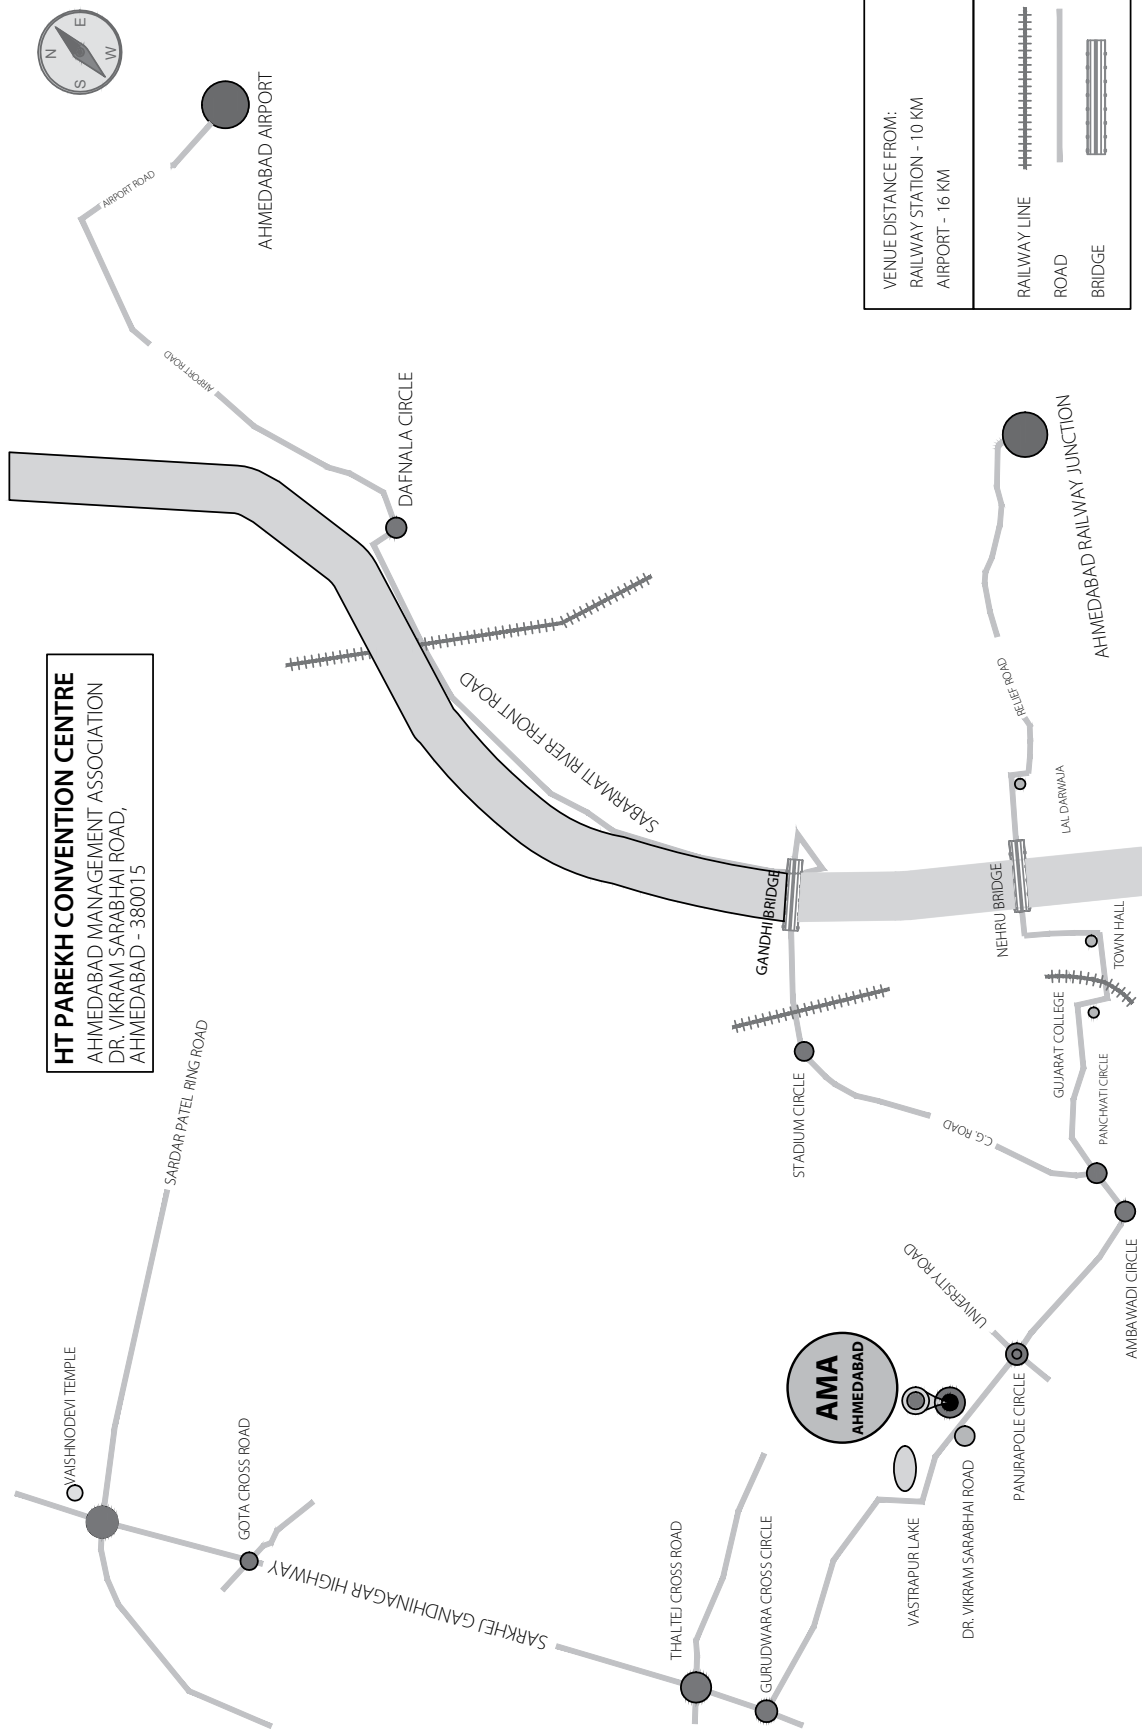 HT PAREKH CONVENTION CENTRE
AHMEDABAD MANAGEMENT ASSOCIATION
DR. VIKRAM SARABHAI ROAD,
AHMEDABAD - 380015
N
E
S
W
AIRPORT ROAD
AHMEDABAD AIRPORT
AIRPORT ROAD
DAFNALA CIRCLE
SABARMATI RIVER FRONT ROAD
SARDAR PATEL RING ROAD
VAISHNODEVI TEMPLE
GOTA CROSS ROAD
SARKHEJ GANDHINAGAR HIGHWAY
THALTEJ CROSS ROAD
GURUDWARA CROSS CIRCLE
VASTRAPUR LAKE
DR. VIKRAM SARABHAI ROAD
AMA
AHMEDABAD
PANJRAPOLE CIRCLE
UNIVERSITY ROAD
AMBAWADI CIRCLE
PANCHVATI CIRCLE
C.G. ROAD
STADIUM CIRCLE
GANDHI BRIDGE
GUJARAT COLLEGE
TOWN HALL
NEHRU BRIDGE
LAL DARWAJA
RELIEF ROAD
AHMEDABAD RAILWAY JUNCTION
VENUE DISTANCE FROM:
RAILWAY STATION - 10 KM
AIRPORT - 16 KM
RAILWAY LINE
ROAD
BRIDGE